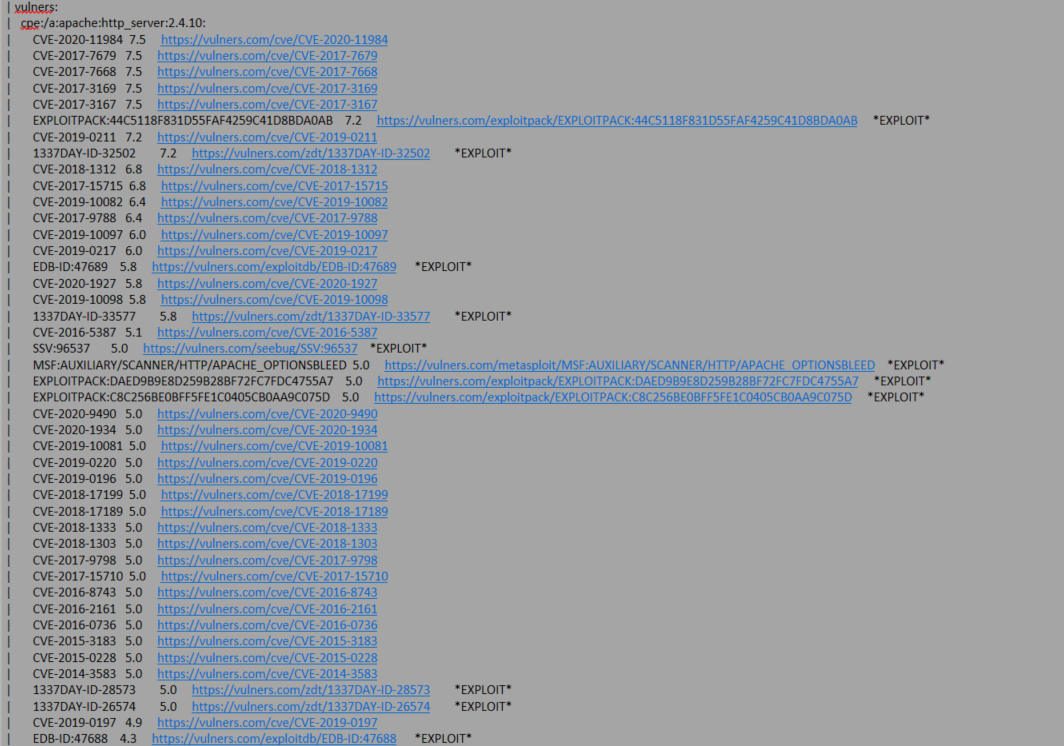 | vulners:
| cpe:/a:apache:http_server:2.4.10:
| CVE-2020-11984 7.5 https://vulners.com/cve/CVE-2020-11984
| CVE-2017-7679 7.5 https://vulners.com/cve/CVE-2017-7679
| CVE-2017-7668 7.5 https://vulners.com/cve/CVE-2017-7668
| CVE-2017-3169 7.5 https://vulners.com/cve/CVE-2017-3169
| CVE-2017-3167 7.5 https://vulners.com/cve/CVE-2017-3167
| EXPLOITPACK:44C5118F831D55FAF4259C41D8BDA0AB 7.2 https://vulners.com/exploitpack/EXPLOITPACK:44C5118F831D55FAF4259C41D8BDA0AB *EXPLOIT*
| CVE-2019-0211 7.2 https://vulners.com/cve/CVE-2019-0211
| 1337DAY-ID-32502 7.2 https://vulners.com/zdt/1337DAY-ID-32502 *EXPLOIT*
| CVE-2018-1312 6.8 https://vulners.com/cve/CVE-2018-1312
| CVE-2017-15715 6.8 https://vulners.com/cve/CVE-2017-15715
| CVE-2019-10082 6.4 https://vulners.com/cve/CVE-2019-10082
| CVE-2017-9788 6.4 https://vulners.com/cve/CVE-2017-9788
| CVE-2019-10097 6.0 https://vulners.com/cve/CVE-2019-10097
| CVE-2019-0217 6.0 https://vulners.com/cve/CVE-2019-0217
| EDB-ID:47689 5.8 https://vulners.com/exploitdb/EDB-ID:47689 *EXPLOIT*
| CVE-2020-1927 5.8 https://vulners.com/cve/CVE-2020-1927
| CVE-2019-10098 5.8 https://vulners.com/cve/CVE-2019-10098
| 1337DAY-ID-33577 5.8 https://vulners.com/zdt/1337DAY-ID-33577 *EXPLOIT*
| CVE-2016-5387 5.1 https://vulners.com/cve/CVE-2016-5387
| SSV:96537 5.0 https://vulners.com/seebug/SSV:96537 *EXPLOIT*
| MSF:AUXILIARY/SCANNER/HTTP/APACHE_OPTIONSBLEED 5.0 https://vulners.com/metasploit/MSF:AUXILIARY/SCANNER/HTTP/APACHE_OPTIONSBLEED *EXPLOIT*
| EXPLOITPACK:DAED9B9E8D259B28BF72FC7FDC4755A7 5.0 https://vulners.com/exploitpack/EXPLOITPACK:DAED9B9E8D259B28BF72FC7FDC4755A7 *EXPLOIT*
| EXPLOITPACK:C8C256BE0BFF5FE1C0405CB0AA9C075D 5.0 https://vulners.com/exploitpack/EXPLOITPACK:C8C256BE0BFF5FE1C0405CB0AA9C075D *EXPLOIT*
| CVE-2020-9490 5.0 https://vulners.com/cve/CVE-2020-9490
| CVE-2020-1934 5.0 https://vulners.com/cve/CVE-2020-1934
| CVE-2019-10081 5.0 https://vulners.com/cve/CVE-2019-10081
| CVE-2019-0220 5.0 https://vulners.com/cve/CVE-2019-0220
| CVE-2019-0196 5.0 https://vulners.com/cve/CVE-2019-0196
| CVE-2018-17199 5.0 https://vulners.com/cve/CVE-2018-17199
| CVE-2018-17189 5.0 https://vulners.com/cve/CVE-2018-17189
| CVE-2018-1333 5.0 https://vulners.com/cve/CVE-2018-1333
| CVE-2018-1303 5.0 https://vulners.com/cve/CVE-2018-1303
| CVE-2017-9798 5.0 https://vulners.com/cve/CVE-2017-9798
| CVE-2017-15710 5.0 https://vulners.com/cve/CVE-2017-15710
| CVE-2016-8743 5.0 https://vulners.com/cve/CVE-2016-8743
| CVE-2016-2161 5.0 https://vulners.com/cve/CVE-2016-2161
| CVE-2016-0736 5.0 https://vulners.com/cve/CVE-2016-0736
| CVE-2015-3183 5.0 https://vulners.com/cve/CVE-2015-3183
| CVE-2015-0228 5.0 https://vulners.com/cve/CVE-2015-0228
| CVE-2014-3583 5.0 https://vulners.com/cve/CVE-2014-3583
| 1337DAY-ID-28573 5.0 https://vulners.com/zdt/1337DAY-ID-28573 *EXPLOIT*
| 1337DAY-ID-26574 5.0 https://vulners.com/zdt/1337DAY-ID-26574 *EXPLOIT*
| CVE-2019-0197 4.9 https://vulners.com/cve/CVE-2019-0197
| EDB-ID:47688 4.3 https://vulners.com/exploitdb/EDB-ID:47688 *EXPLOIT*